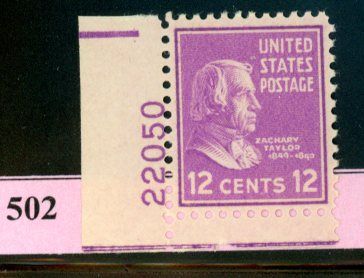 UNITED
STATES
POSTAGE
ZACHARY
TAYLOR
1849-1850
12 CENTS 12
22050
502